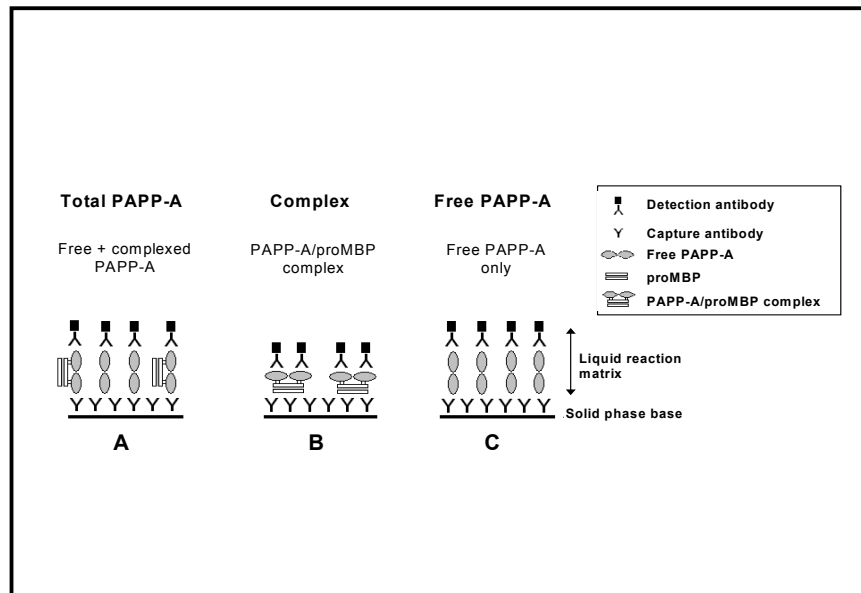 Total PAPP-A
Complex
Free PAPP-A
Free + complexed
PAPP-A
PAPP-A/proMBP
complex
Free PAPP-A
only
Detection antibody
Capture antibody
Free PAPP-A
proMBP
PAPP-A/proMBP complex
Liquid reaction
matrix
Solid phase base
A
B
C